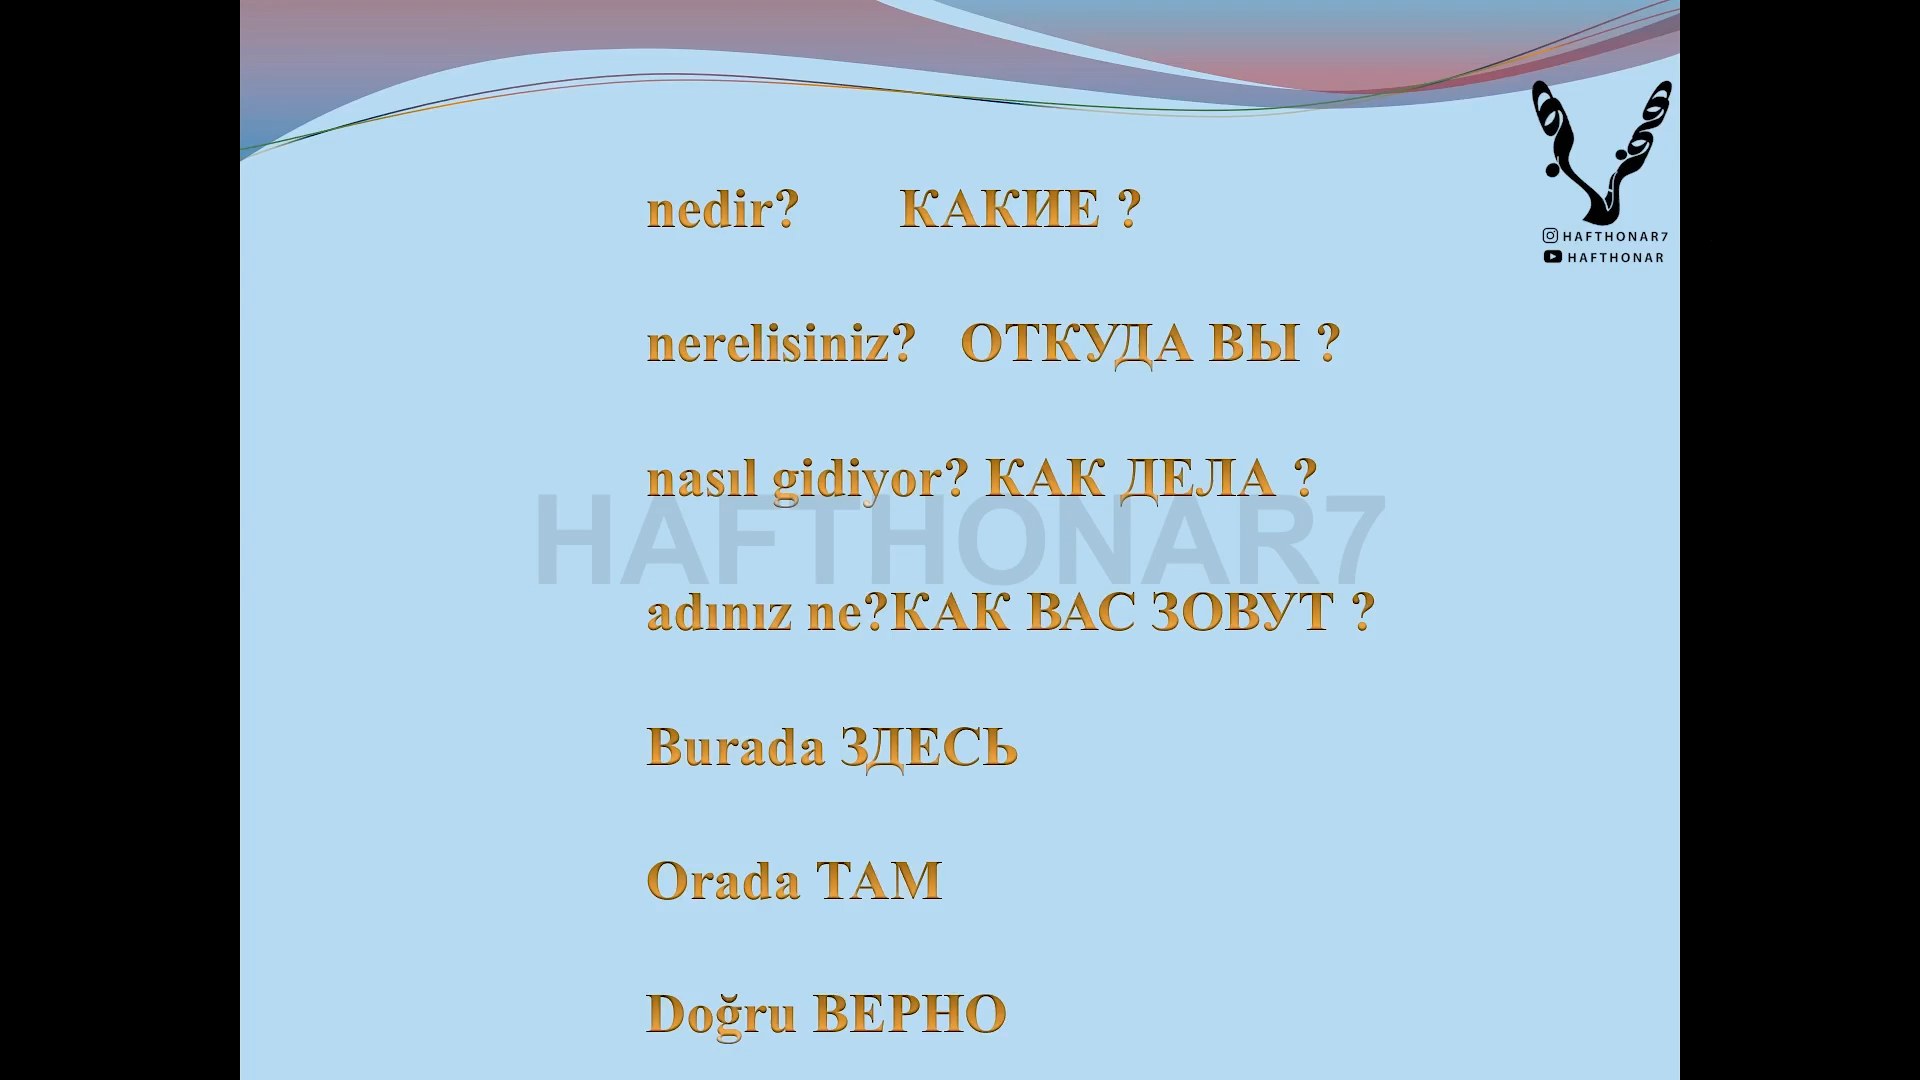 HAFTHONAR7
HAFTHONAR
nedir? КАКИЕ ?
nerelisiniz? ОТКУДА ВЫ ?
nasıl gidiyor? КАК ДЕЛА ?
HAFTHONAR7
adınız ne?КАК ВАС ЗОВУТ ?
Burada ЗДЕСЬ
Orada ТАМ
Doğru ВЕРНО